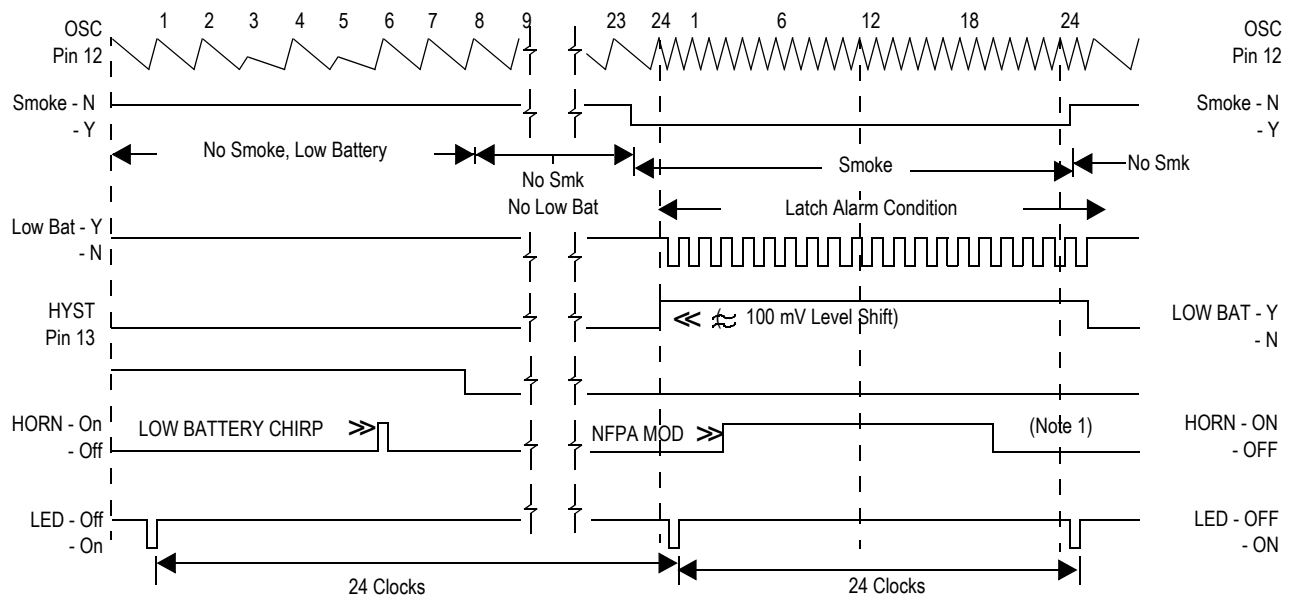 1 2 3 4 5 6 7 8 9 23 24 1 6 12 18 24
OSC
Pin 12
OSC
Pin 12
Smoke - N
- Y
Smoke - N
- Y
No Smoke, Low Battery
No Smk
No Low Bat
Smoke
No Smk
Latch Alarm Condition
Low Bat - Y
- N
HYST
Pin 13
<< 100 mV Level Shift)
LOW BAT - Y
- N
HORN - On
- Off
LOW BATTERY CHIRP >>
NFPA MOD >>
(Note 1)
HORN - ON
- OFF
LED - Off
- On
LED - OFF
- ON
24 Clocks
24 Clocks